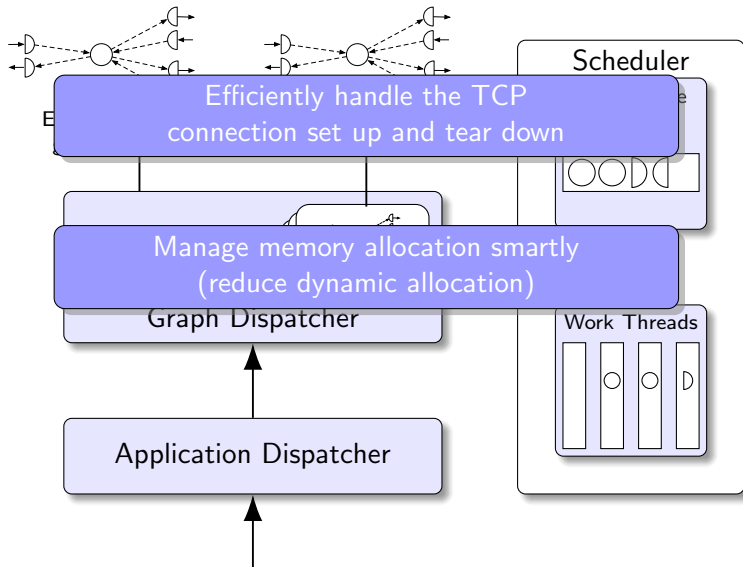 Scheduler
Efficiently handle the TCP
connection set up and tear down
Manage memory allocation smartly
(reduce dynamic allocation)
Graph Dispatcher
Work Threads
Application Dispatcher